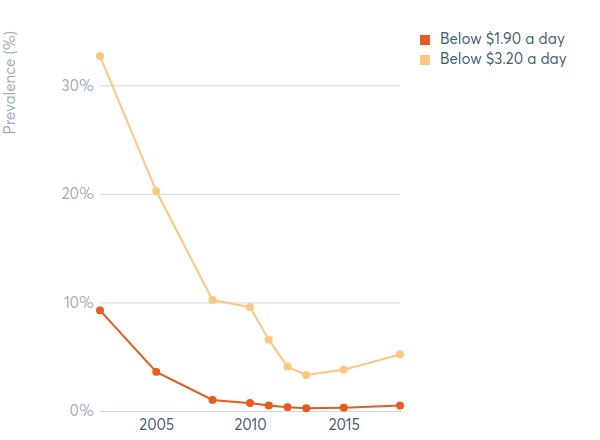 Prevalence (%)
Below $1.90 a day
Below $3.20 a day
30%
20%
10%
0%
2005 2010 2015